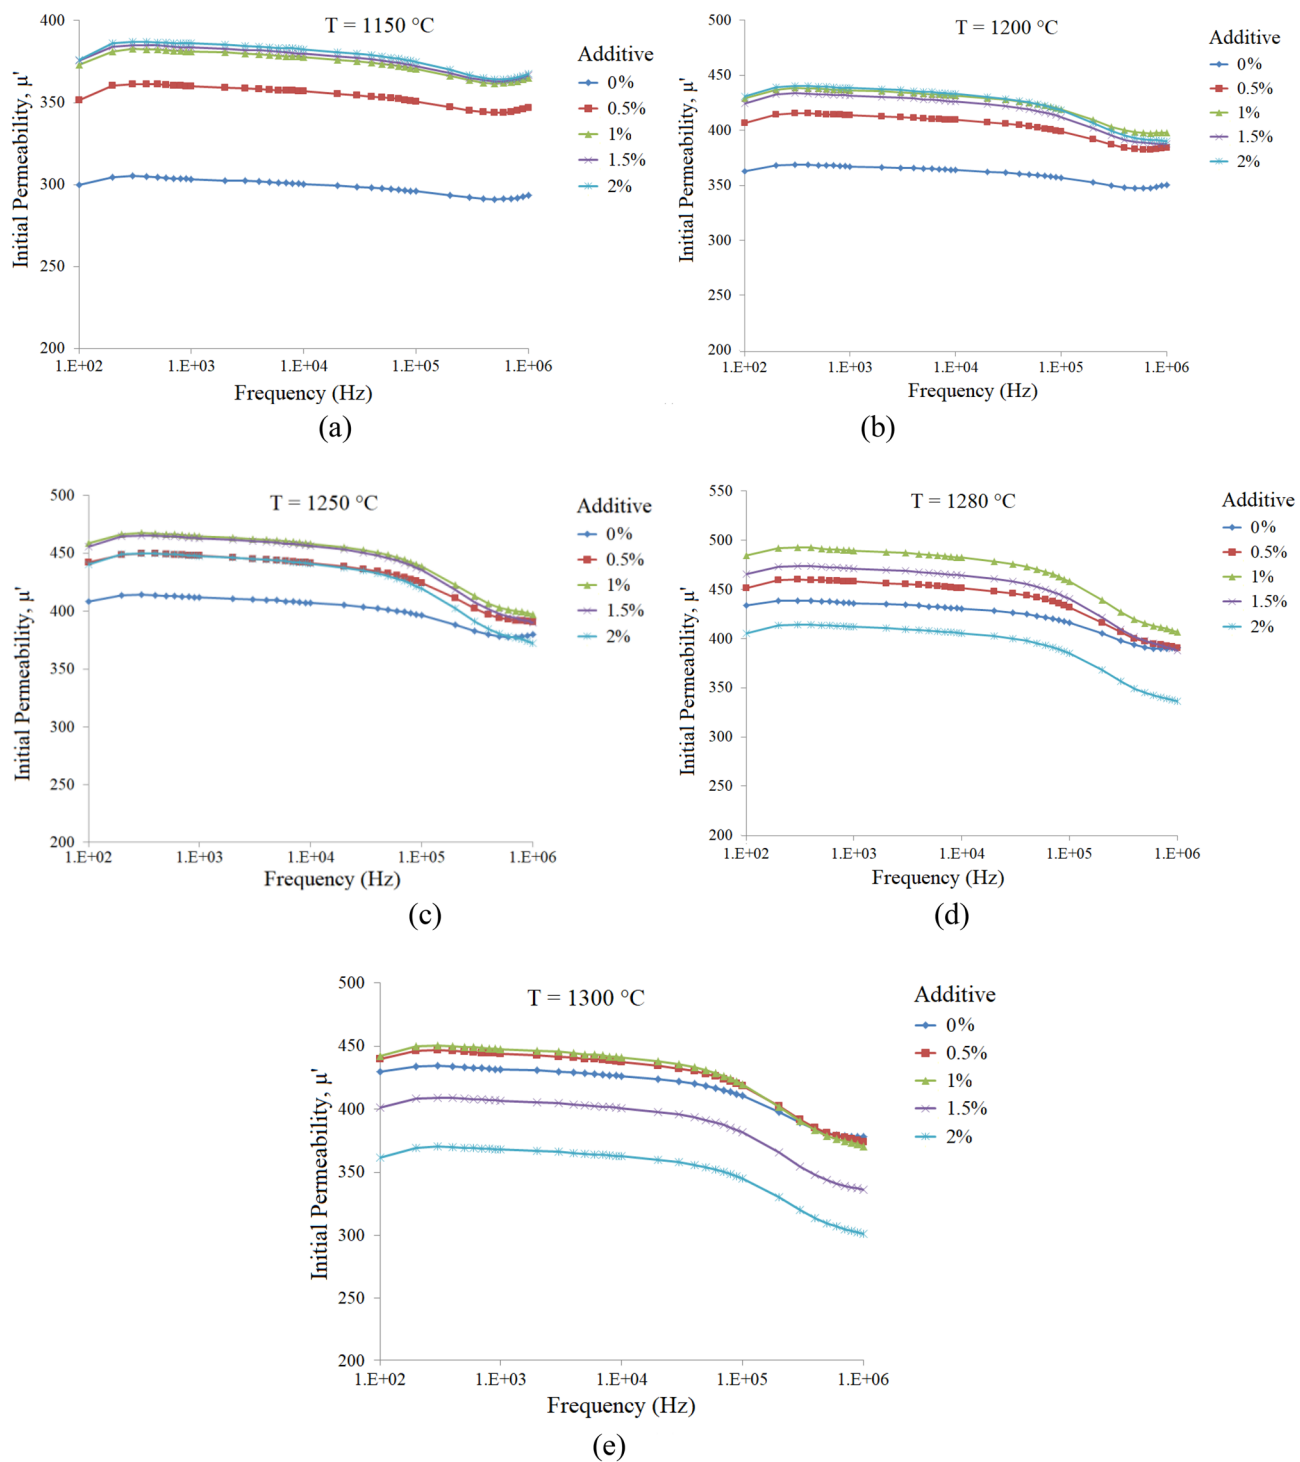 T = 1150 °C
Initial Permeability, μ'
400
350
300
250
200
1.E+02 1.E+03 1.E+04 1.E+05 1.E+06
Frequency (Hz)
Additive
0%
0.5%
1%
1.5%
2%
(a)
T = 1200 °C
Initial Permeability, μ'
500
450
400
350
300
250
200
1.E+02 1.E+03 1.E+04 1.E+05 1.E+06
Frequency (Hz)
Additive
0%
0.5%
1%
1.5%
2%
(b)
T = 1250 °C
Initial Permeability, μ'
500
450
400
350
300
250
200
1.E+02 1.E+03 1.E+04 1.E+05 1.E+06
Frequency (Hz)
Additive
0%
0.5%
1%
1.5%
2%
(c)
T = 1280 °C
Initial Permeability, μ'
550
500
450
400
350
300
250
200
1.E+02 1.E+03 1.E+04 1.E+05 1.E+06
Frequency (Hz)
Additive
0%
0.5%
1%
1.5%
2%
(d)
T = 1300 °C
Initial Permeability, μ'
500
450
400
350
300
250
200
1.E+02 1.E+03 1.E+04 1.E+05 1.E+06
Frequency (Hz)
Additive
0%
0.5%
1%
1.5%
2%
(e)